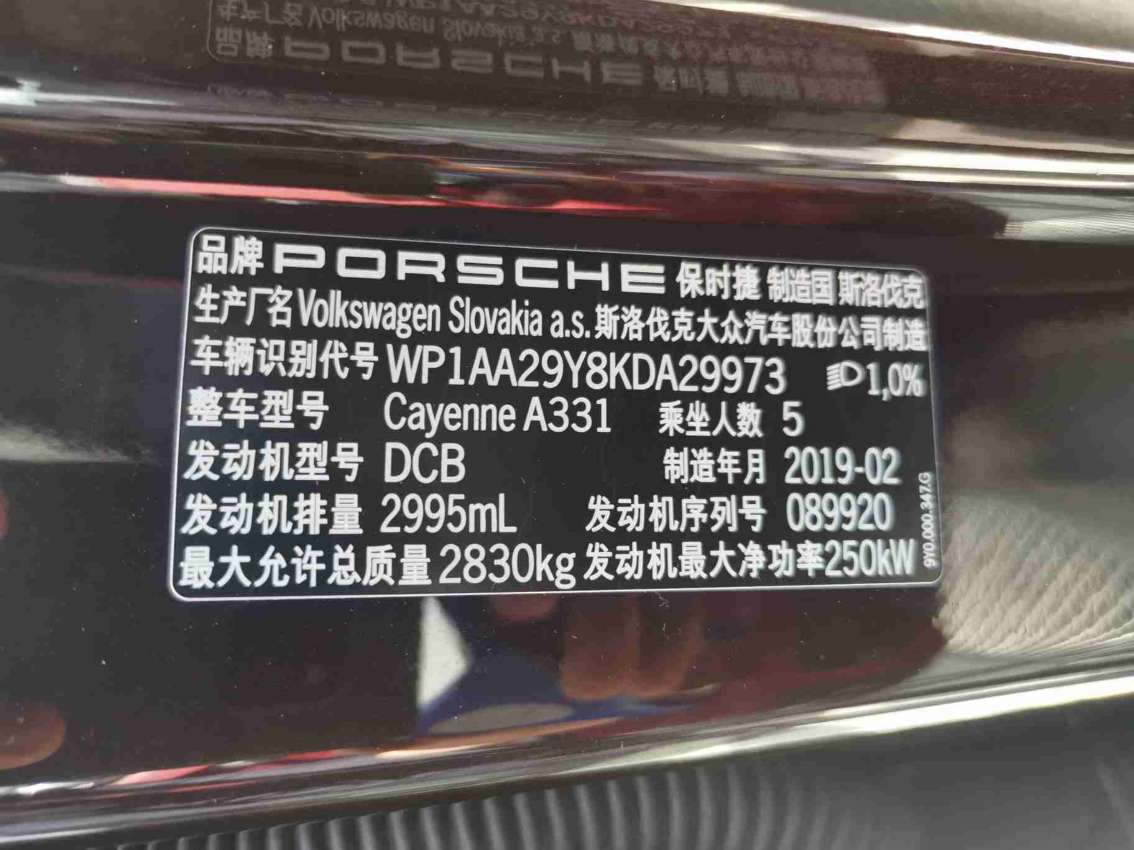 品牌 PORSCHE 保时捷 制造国 斯洛伐克
生产厂名 Volkswagen Slovakia a.s. 斯洛伐克大众汽车股份公司制造
车辆识别代号 WP1AA29Y8KDA29973 1,0%
整车型号 Cayenne A331 乘坐人数 5
发动机型号 DCB 制造年月 2019-02
发动机排量 2995mL 发动机序列号 089920
最大允许总质量 2830kg 发动机最大净功率 250kW
9Y0.000.347.G